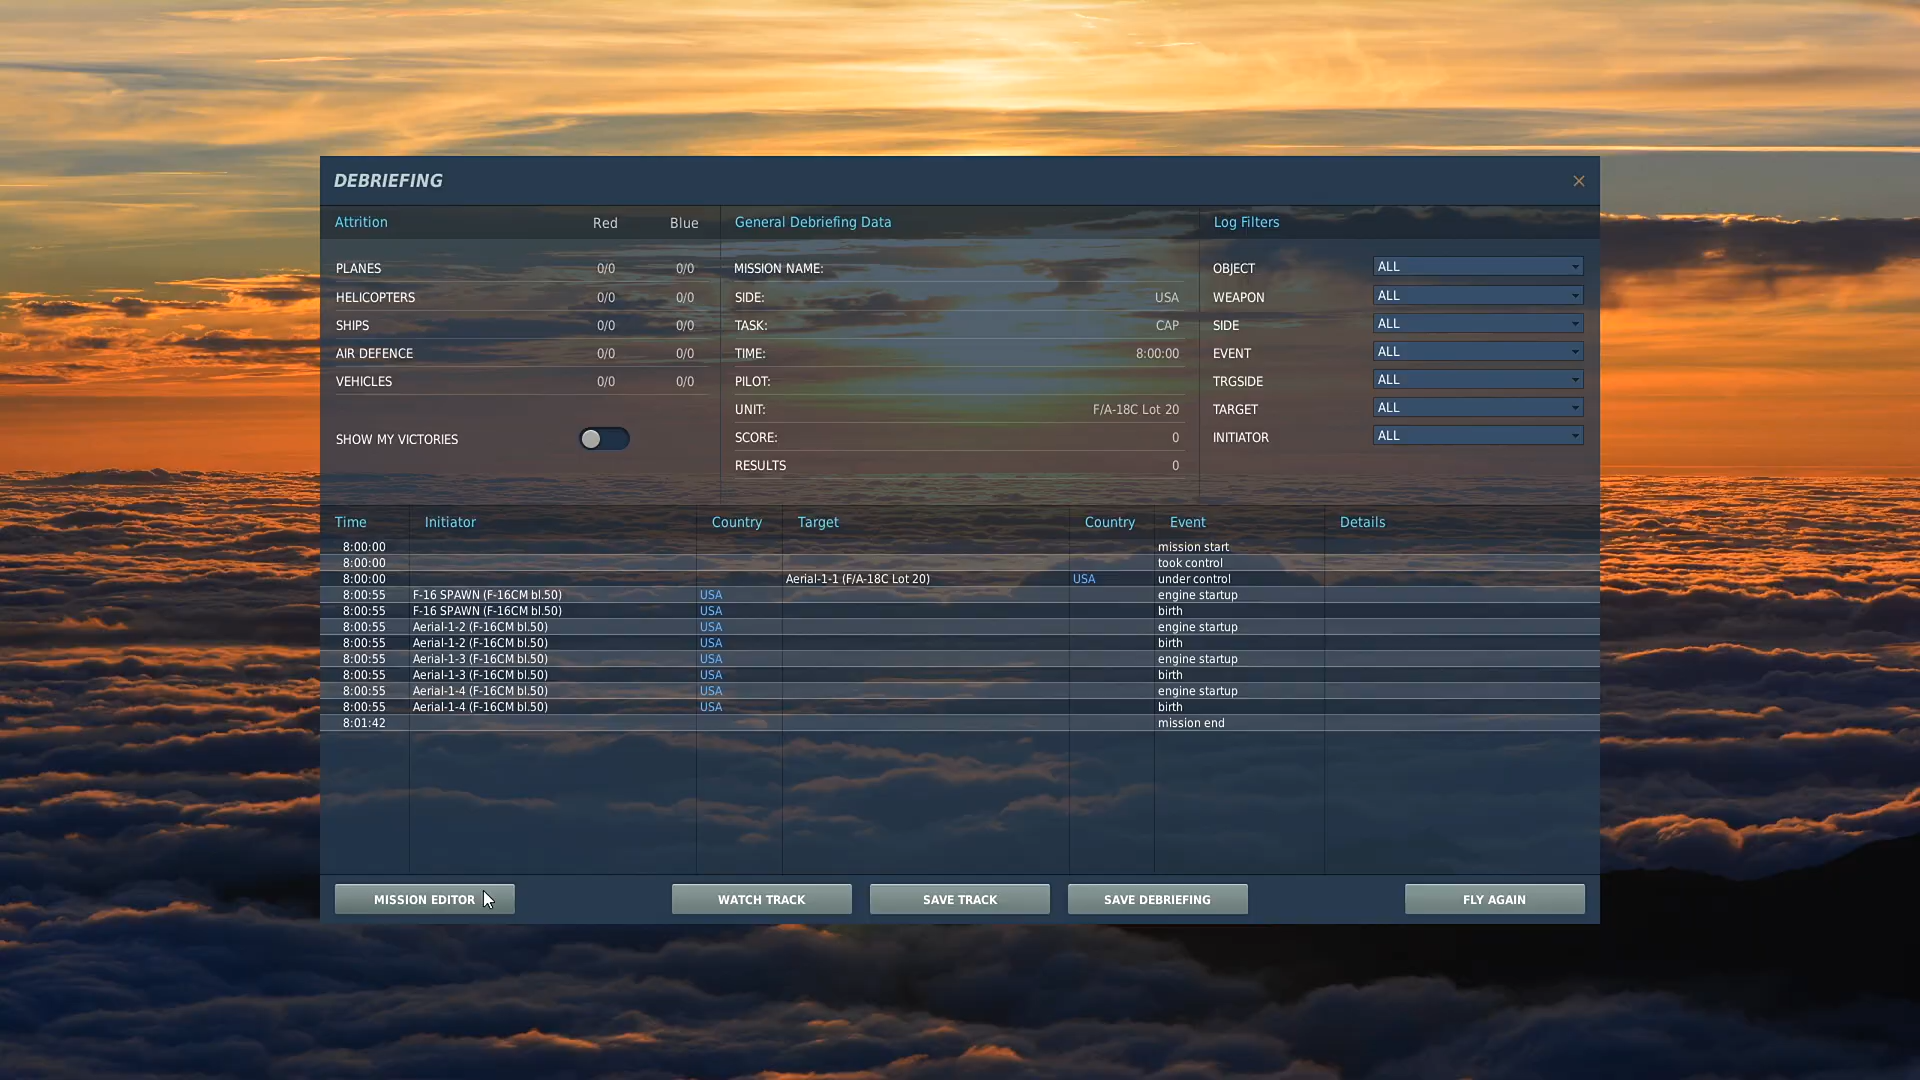 DEBRIEFING
Attrition Red Blue
PLANES 0/0 0/0
HELICOPTERS 0/0 0/0
SHIPS 0/0 0/0
AIR DEFENCE 0/0 0/0
VEHICLES 0/0 0/0
SHOW MY VICTORIES
General Debriefing Data
MISSION NAME:
SIDE: USA
TASK: CAP
TIME: 8:00:00
PILOT:
UNIT: F/A-18C Lot 20
SCORE: 0
RESULTS 0
Log Filters
OBJECT ALL
WEAPON ALL
SIDE ALL
EVENT ALL
TRGSIDE ALL
TARGET ALL
INITIATOR ALL
Time Initiator Country Target Country Event Details
8:00:00 mission start
8:00:00 took control
8:00:00 Aerial-1-1 (F/A-18C Lot 20) USA under control
8:00:55 F-16 SPAWN (F-16CM bl.50) USA engine startup
8:00:55 F-16 SPAWN (F-16CM bl.50) USA birth
8:00:55 Aerial-1-2 (F-16CM bl.50) USA engine startup
8:00:55 Aerial-1-2 (F-16CM bl.50) USA birth
8:00:55 Aerial-1-3 (F-16CM bl.50) USA engine startup
8:00:55 Aerial-1-3 (F-16CM bl.50) USA birth
8:00:55 Aerial-1-4 (F-16CM bl.50) USA engine startup
8:00:55 Aerial-1-4 (F-16CM bl.50) USA birth
8:01:42 mission end
MISSION EDITOR WATCH TRACK SAVE TRACK SAVE DEBRIEFING FLY AGAIN